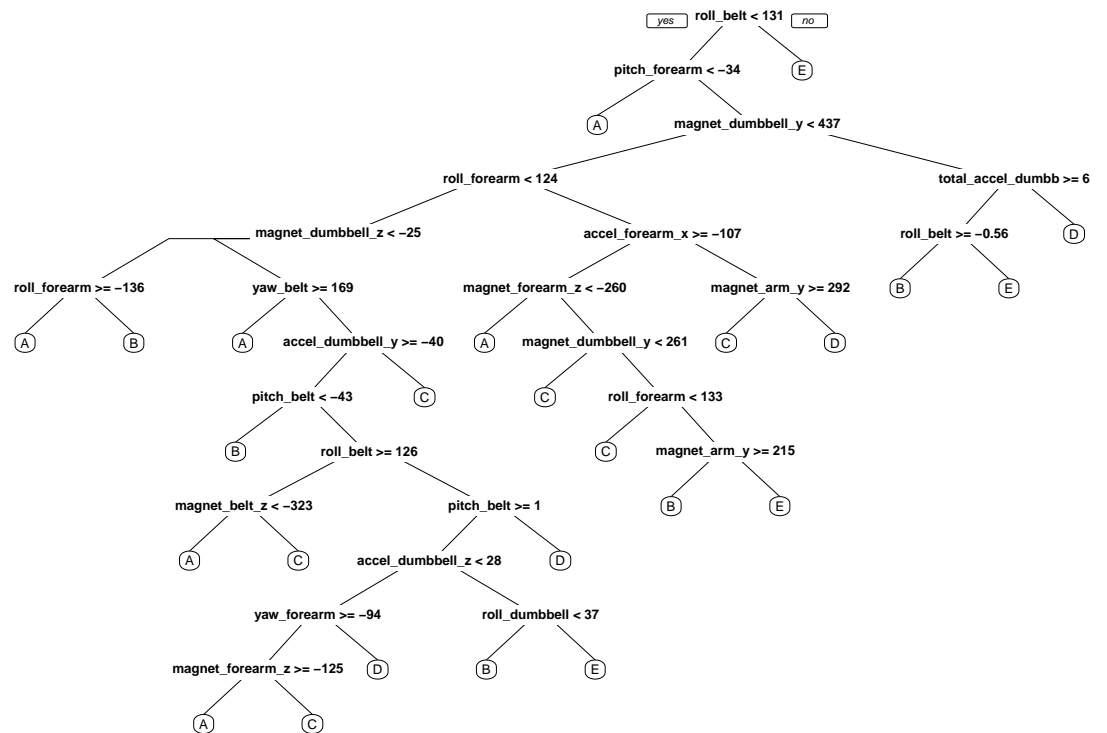 yes roll_belt < 131 no
pitch_forearm < −34 E
A magnet_dumbbell_y < 437
roll_forearm < 124 total_accel_dumbb >= 6
magnet_dumbbell_z < −25 accel_forearm_x >= −107 roll_belt >= −0.56 D
roll_forearm >= −136 yaw_belt >= 169 magnet_forearm_z < −260 magnet_arm_y >= 292 B E
A B A accel_dumbbell_y >= −40 A magnet_dumbbell_y < 261 C D
pitch_belt < −43 C C roll_forearm < 133
B roll_belt >= 126 C magnet_arm_y >= 215
magnet_belt_z < −323 pitch_belt >= 1 B E
A C accel_dumbbell_z < 28 D
yaw_forearm >= −94 roll_dumbbell < 37
magnet_forearm_z >= −125 D B E
A C